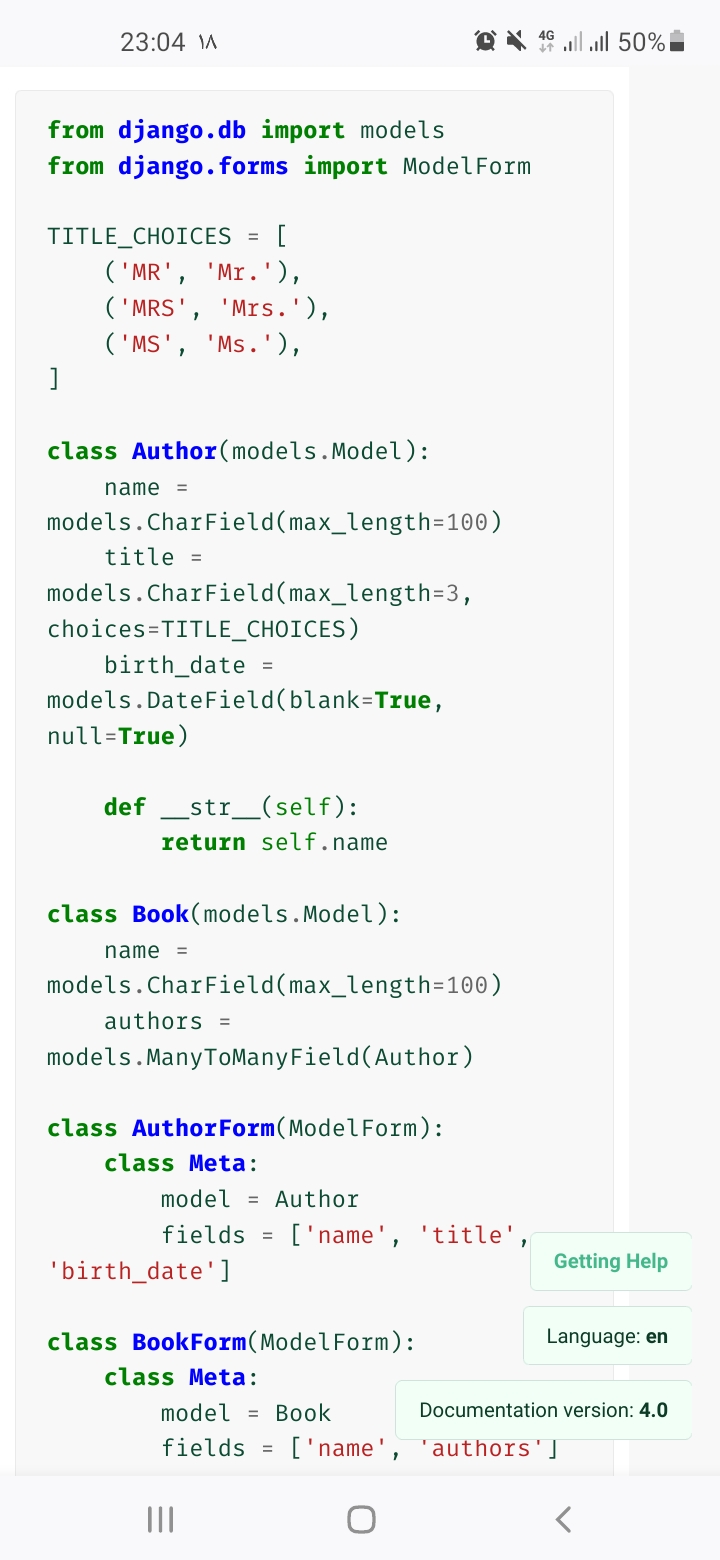 23:04 ١٨ 4G 50%
from django.db import models
from django.forms import ModelForm
TITLE_CHOICES = [
    ('MR', 'Mr.'),
    ('MRS', 'Mrs.'),
    ('MS', 'Ms.'),
]
class Author(models.Model):
    name =
models.CharField(max_length=100)
    title =
models.CharField(max_length=3,
choices=TITLE_CHOICES)
    birth_date =
models.DateField(blank=True,
null=True)
    def __str__(self):
        return self.name
class Book(models.Model):
    name =
models.CharField(max_length=100)
    authors =
models.ManyToManyField(Author)
class AuthorForm(ModelForm):
    class Meta:
        model = Author
        fields = ['name', 'title',
'birth_date']
Getting Help
class BookForm(ModelForm):
Language: en
    class Meta:
        model = Book
Documentation version: 4.0
        fields = ['name', 'authors']